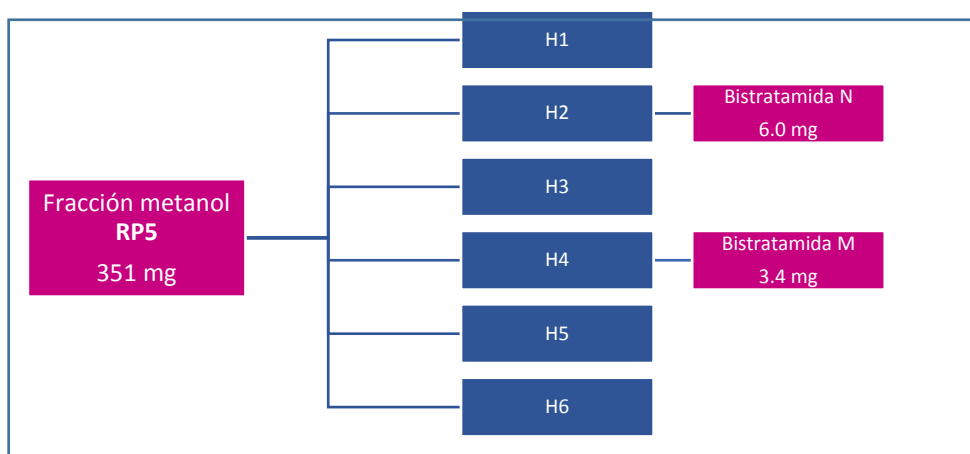 H1
H2
Bistratamida N
6.0 mg
H3
Fracción metanol
RP5
351 mg
H4
Bistratamida M
3.4 mg
H5
H6